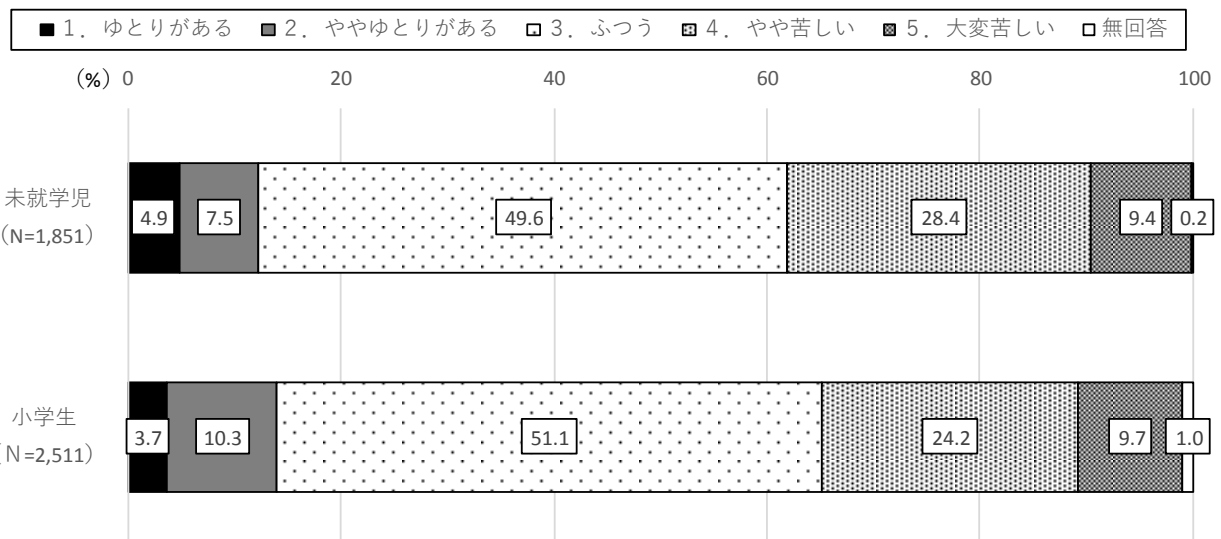 ■1．ゆとりがある ■2．ややゆとりがある □3．ふつう 4．やや苦しい 5．大変苦しい □無回答
(%) 0 20 40 60 80 100
未就学児
(N=1,851)
4.9 7.5 49.6 28.4 9.4 0.2
小学生
(Ｎ=2,511)
3.7 10.3 51.1 24.2 9.7 1.0